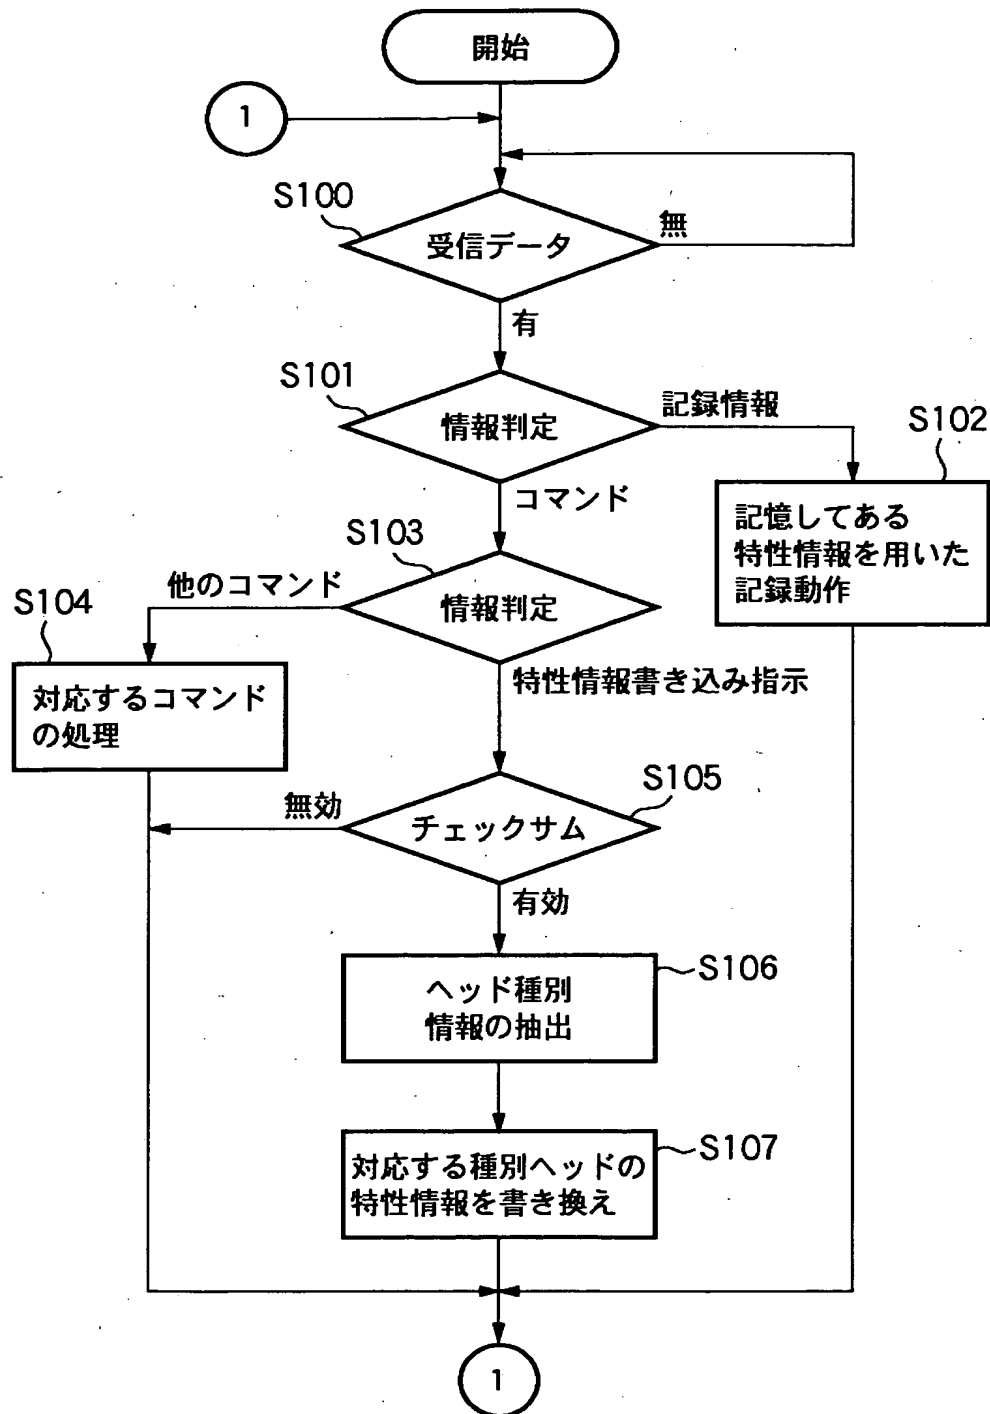 開始
1
S100
受信データ
無
有
S101
情報判定
記録情報
S102
記憶してある
特性情報を用いた
記録動作
コマンド
S103
情報判定
他のコマンド
S104
対応するコマンド
の処理
特性情報書き込み指示
S105
チェックサム
無効
有効
S106
ヘッド種別
情報の抽出
S107
対応する種別ヘッドの
特性情報を書き換え
1